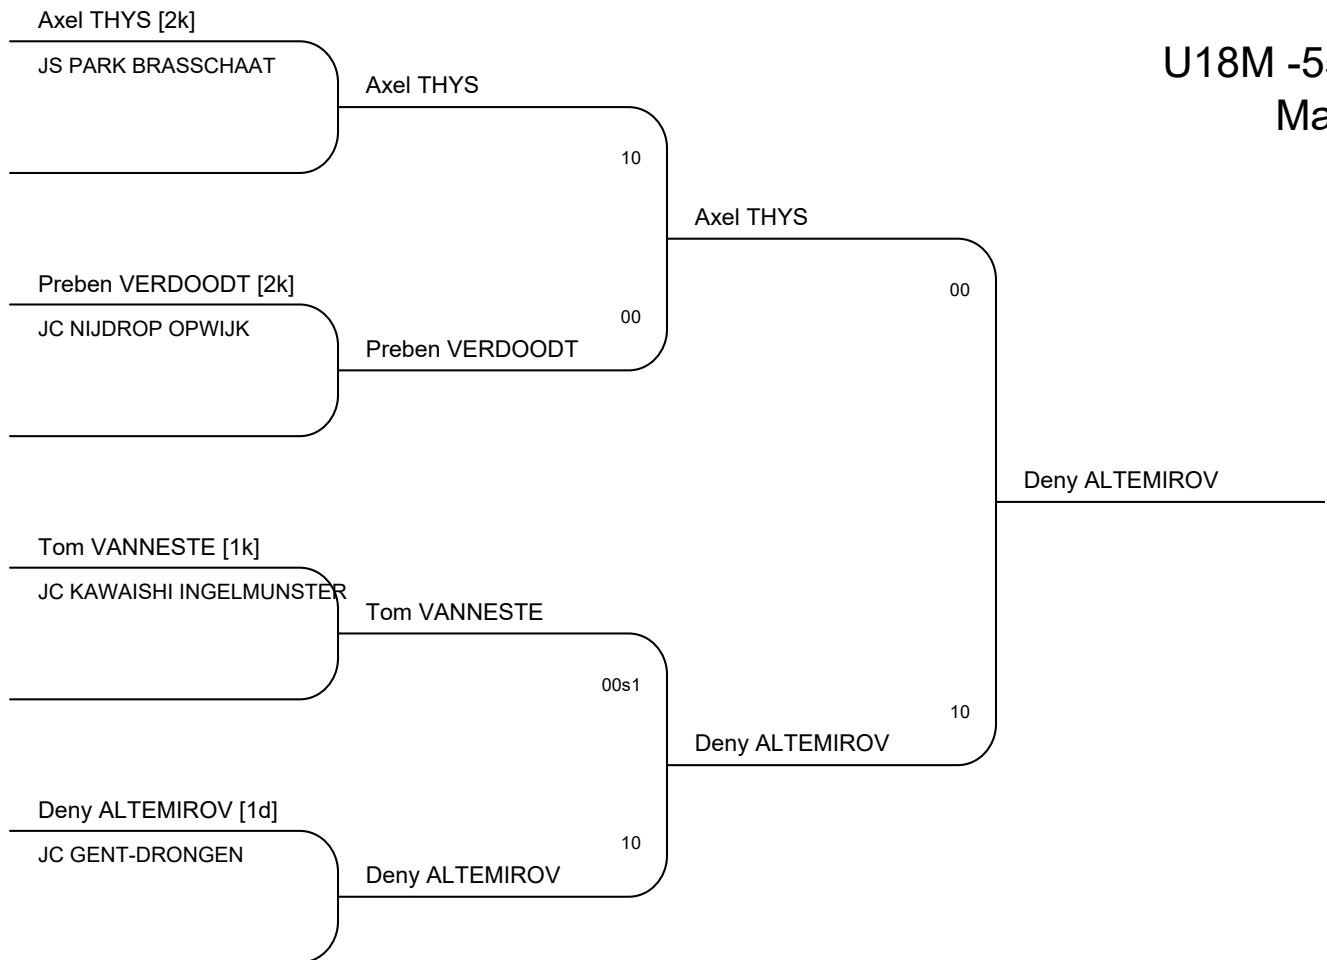 Axel THYS [2k]
JS PARK BRASSCHAAT
Axel THYS
10
Axel THYS
00
Preben VERDOODT [2k]
JC NIJDROP OPWIJK
00
Preben VERDOODT
Deny ALTEMIROV
Tom VANNESTE [1k]
JC KAWAISHI INGELMUNSTER
Tom VANNESTE
00s1
10
Deny ALTEMIROV
Deny ALTEMIROV [1d]
JC GENT-DRONGEN
10
Deny ALTEMIROV
U18M